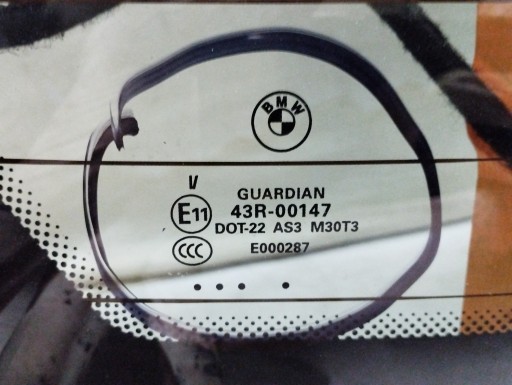 BMW
V
GUARDIAN
E11 43R-00147
DOT-22 AS3 M30T3
CCC E000287